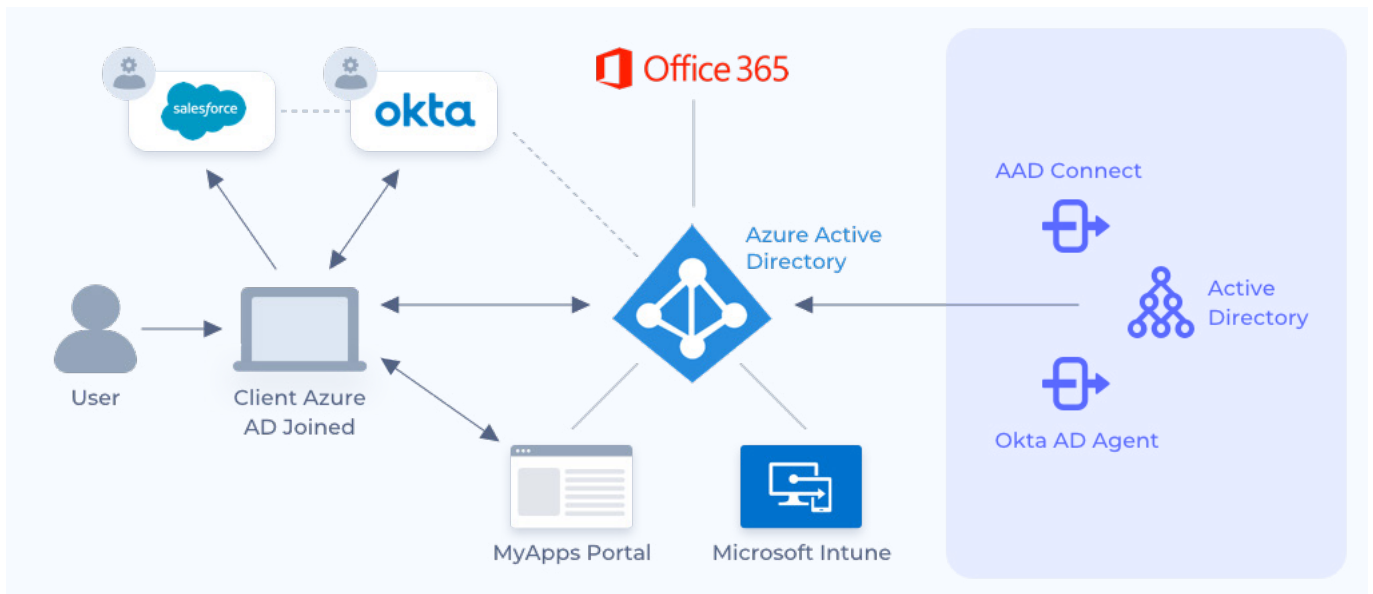 salesforce
okta
Office 365
AAD Connect
Azure Active
Directory
Active
Directory
User
Client Azure
AD Joined
Okta AD Agent
MyApps Portal
Microsoft Intune